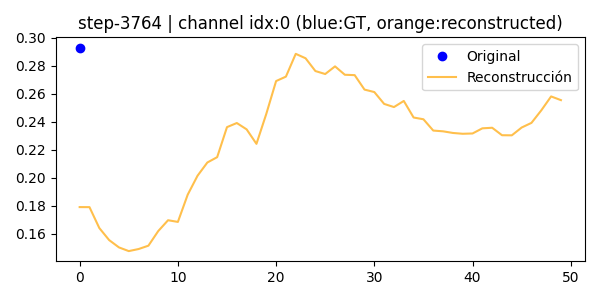 step-3764 | channel idx:0 (blue:GT, orange:reconstructed)
0.30
0.28
0.26
0.24
0.22
0.20
0.18
0.16
Original
Reconstrucción
0 10 20 30 40 50